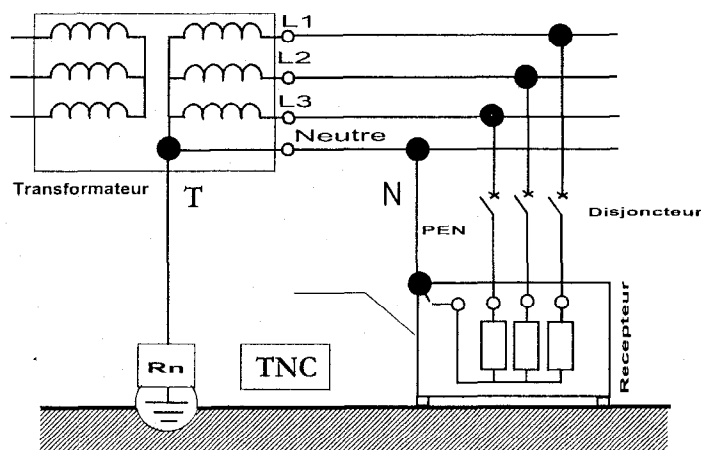 L1
L2
L3
Neutre
Transformateur
T
N
PEN
Disjoncteur
Recepteur
Rn
TNC